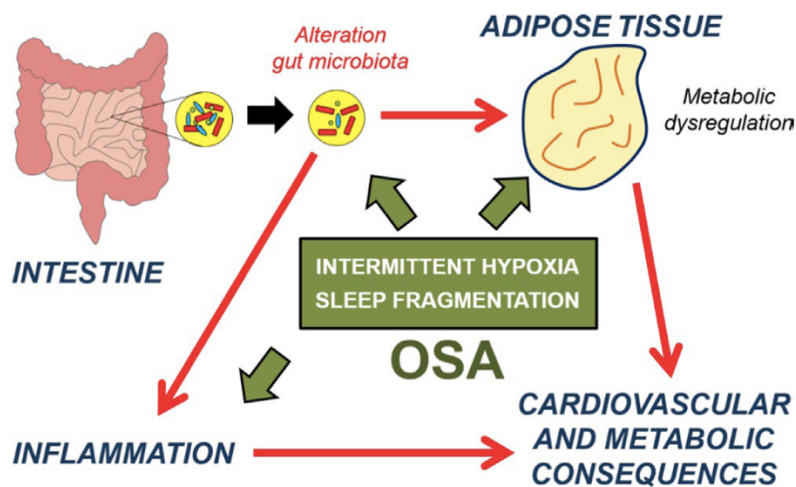 Alteration
gut microbiota
ADIPOSE TISSUE
Metabolic
dysregulation
INTESTINE
INTERMITTENT HYPOXIA
SLEEP FRAGMENTATION
OSA
INFLAMMATION
CARDIOVASCULAR
AND METABOLIC
CONSEQUENCES